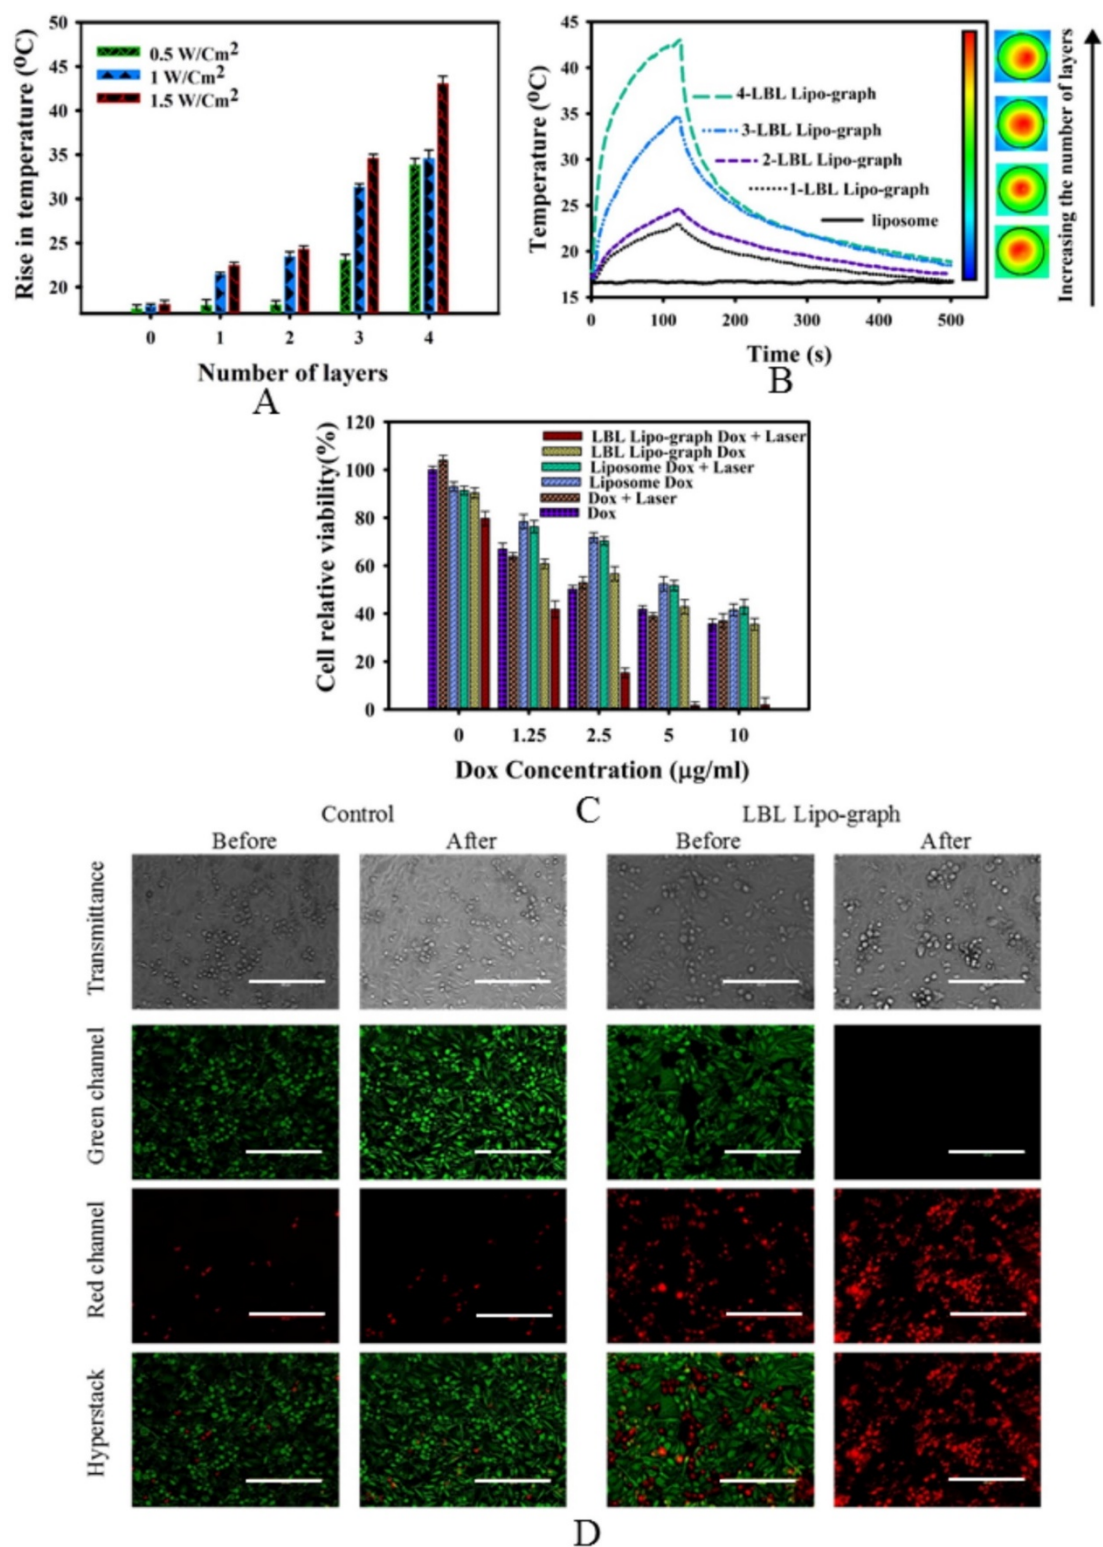 50
45
40
35
30
25
20
Rise in temperature (⁰C)
0.5 W/Cm²
1 W/Cm²
1.5 W/Cm²
0 1 2 3 4
Number of layers
A
45
40
35
30
25
20
15
Temperature (⁰C)
4-LBL Lipo-graph
3-LBL Lipo-graph
2-LBL Lipo-graph
1-LBL Lipo-graph
liposome
0 100 200 300 400 500
Time (s)
B
Increasing the number of layers
120
100
80
60
40
20
0
Cell relative viability(%)
LBL Lipo-graph Dox + Laser
LBL Lipo-graph Dox
Liposome Dox + Laser
Liposome Dox
Dox + Laser
Dox
0 1.25 2.5 5 10
Dox Concentration (µg/ml)
C
Control LBL Lipo-graph
Before After Before After
Transmittance
Green channel
Red channel
Hyperstack
D